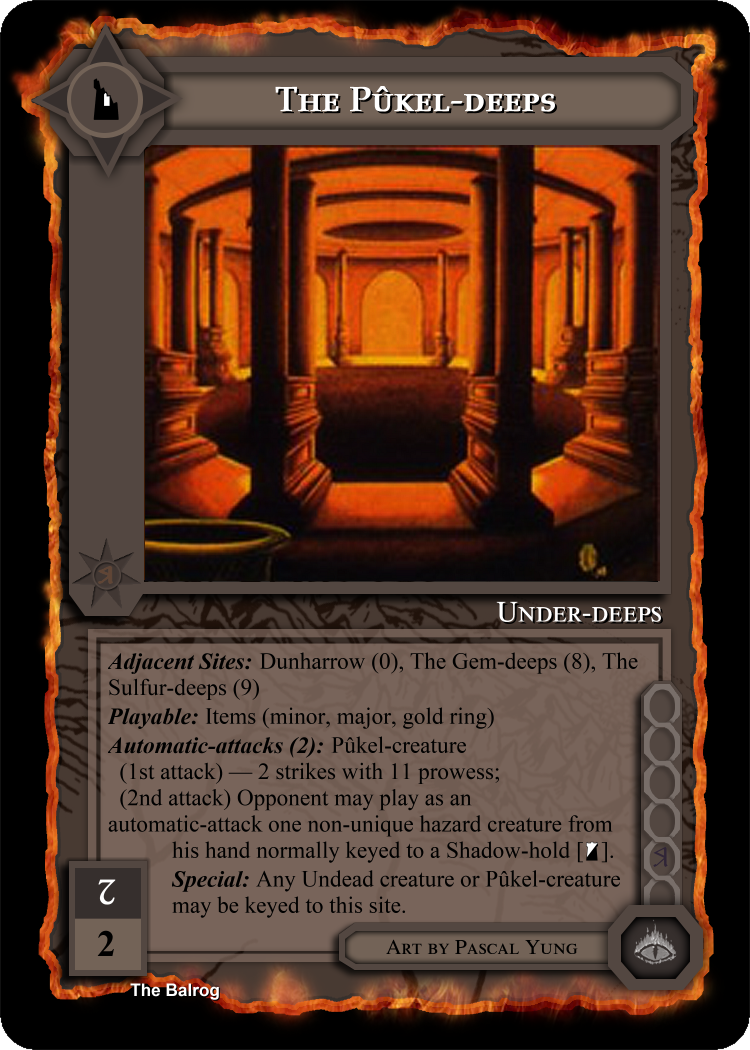 The Pûkel-deeps
Under-deeps
Adjacent Sites: Dunharrow (0), The Gem-deeps (8), The
Sulfur-deeps (9)
Playable: Items (minor, major, gold ring)
Automatic-attacks (2): Pûkel-creature
(1st attack) — 2 strikes with 11 prowess;
(2nd attack) Opponent may play as an
automatic-attack one non-unique hazard creature from
his hand normally keyed to a Shadow-hold [].
Special: Any Undead creature or Pûkel-creature
may be keyed to this site.
2
Art by Pascal Yung
The Balrog